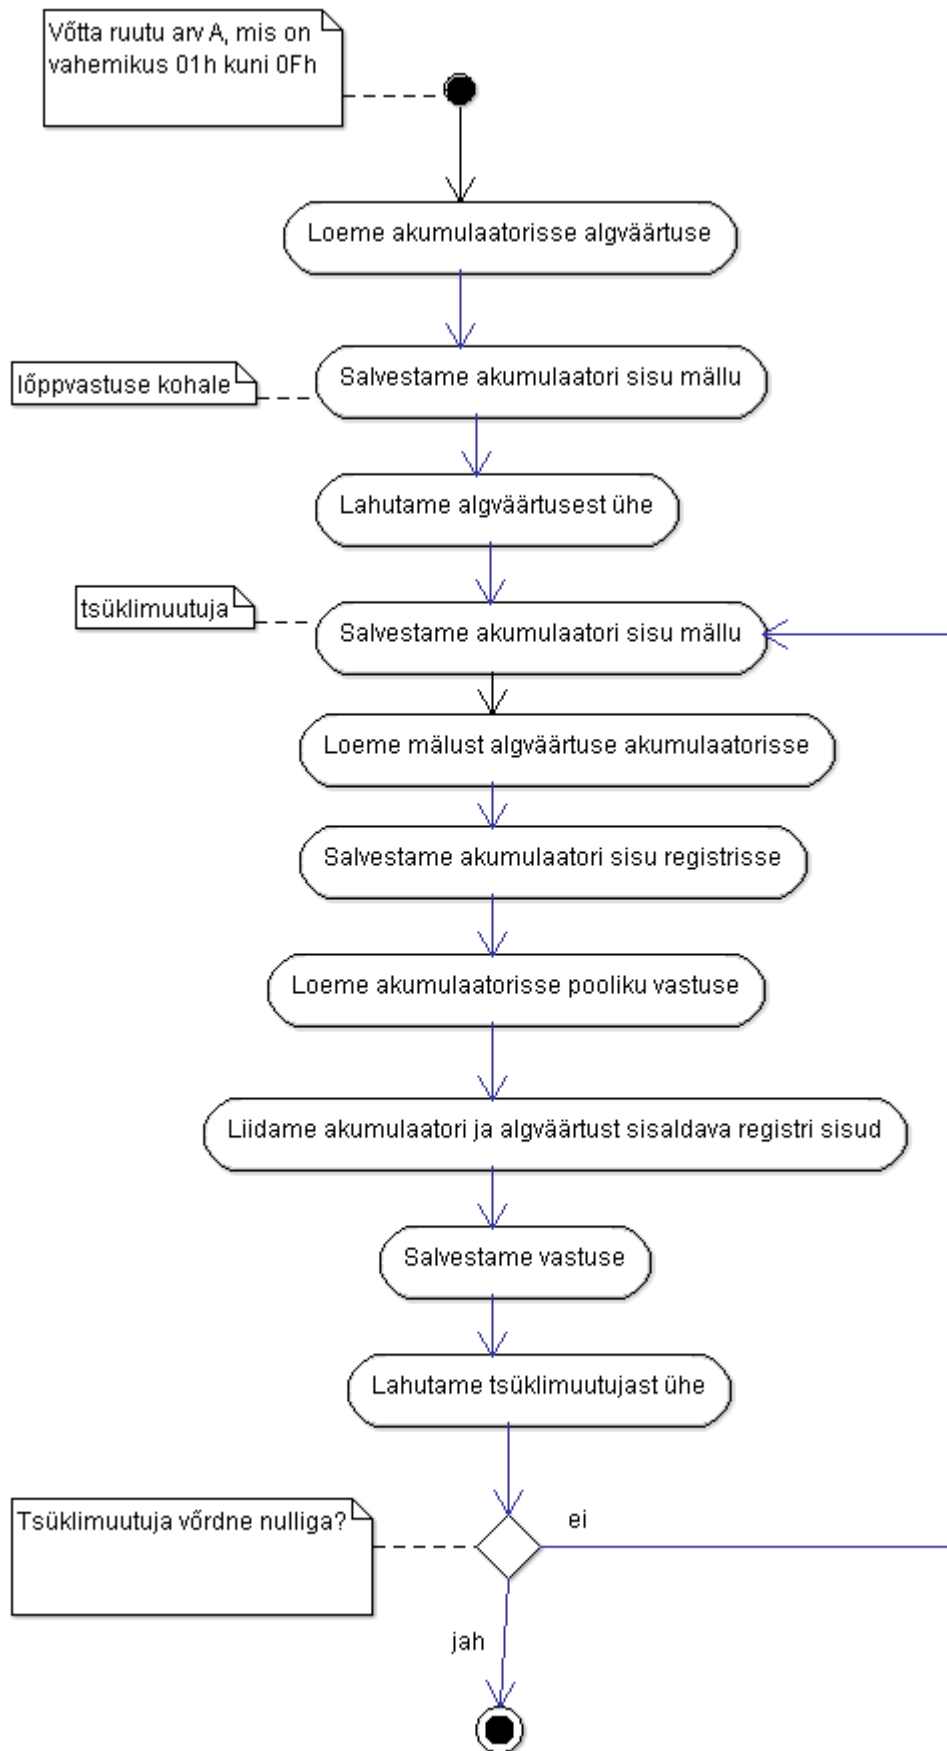 Võtta ruutu arv A, mis on
vahemikus 01h kuni 0Fh
Loeme akumulaatorisse algväärtuse
lõppvastuse kohale
Salvestame akumulaatori sisu mällu
Lahutame algväärtusest ühe
tsüklimuutuja
Salvestame akumulaatori sisu mällu
Loeme mälust algväärtuse akumulaatorisse
Salvestame akumulaatori sisu registrisse
Loeme akumulaatorisse pooliku vastuse
Liidame akumulaatori ja algväärtust sisaldava registri sisud
Salvestame vastuse
Lahutame tsüklimuutujast ühe
Tsüklimuutuja võrdne nulliga?
ei
jah